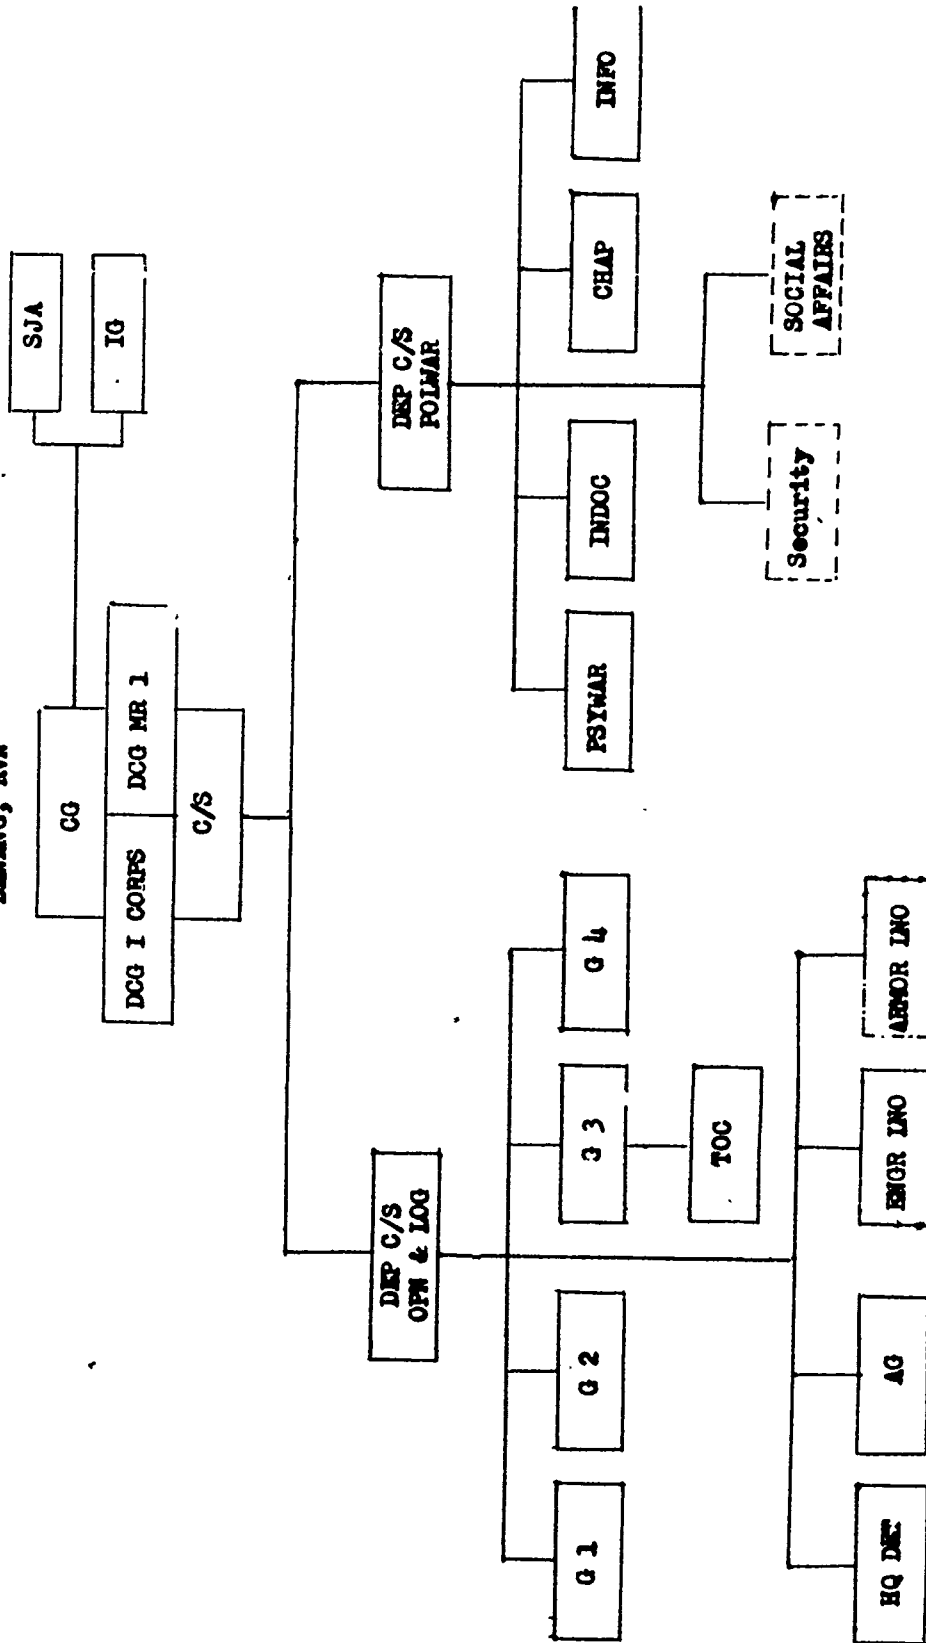 SJA
IG
CG
DCG I CORPS
DCG MR 1
C/S
DEP C/S
OPN & LOG
DEP C/S
POLWAR
G 1
G 2
G 3
G 4
TOC
HQ DET
AG
ENGR LNO
ARMOR LNO
PSYWAR
INDOC
CHAP
INFO
Security
SOCIAL
AFFAIRS